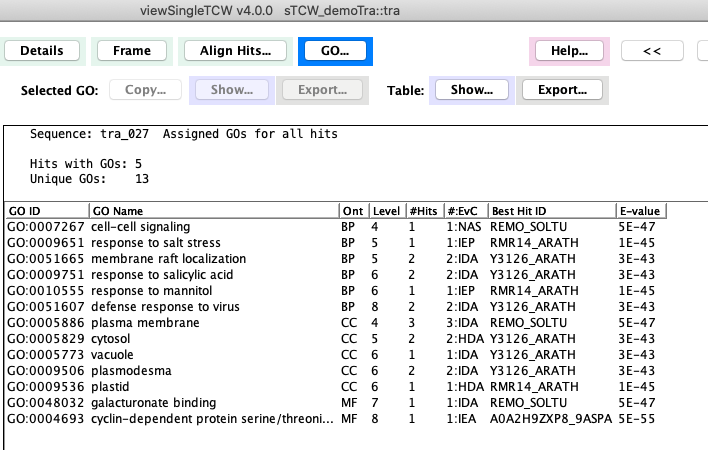 viewSingleTCW v4.0.0 sTCW_demoTra::tra
Details Frame Align Hits... GO... Help... <<
Selected GO: Copy... Show... Export... Table: Show... Export...
Sequence: tra_027 Assigned GOs for all hits
Hits with GOs: 5
Unique GOs: 13
GO ID GO Name Ont Level #Hits #:EvC Best Hit ID E-value
GO:0007267 cell-cell signaling BP 4 1 1:NAS REMO_SOLTU 5E-47
GO:0009651 response to salt stress BP 5 1 1:IEP RMR14_ARATH 1E-45
GO:0051665 membrane raft localization BP 5 2 2:IDA Y3126_ARATH 3E-43
GO:0009751 response to salicylic acid BP 6 2 2:IDA Y3126_ARATH 3E-43
GO:0010555 response to mannitol BP 6 1 1:IEP RMR14_ARATH 1E-45
GO:0051607 defense response to virus BP 8 2 2:IDA Y3126_ARATH 3E-43
GO:0005886 plasma membrane CC 4 3 3:IDA REMO_SOLTU 5E-47
GO:0005829 cytosol CC 5 2 2:HDA Y3126_ARATH 3E-43
GO:0005773 vacuole CC 6 1 1:IDA Y3126_ARATH 3E-43
GO:0009506 plasmodesma CC 6 2 2:IDA Y3126_ARATH 3E-43
GO:0009536 plastid CC 6 1 1:HDA RMR14_ARATH 1E-45
GO:0048032 galacturonate binding MF 7 1 1:IDA REMO_SOLTU 5E-47
GO:0004693 cyclin-dependent protein serine/threoni... MF 8 1 1:IEA A0A2H9ZXP8_9ASPA 5E-55